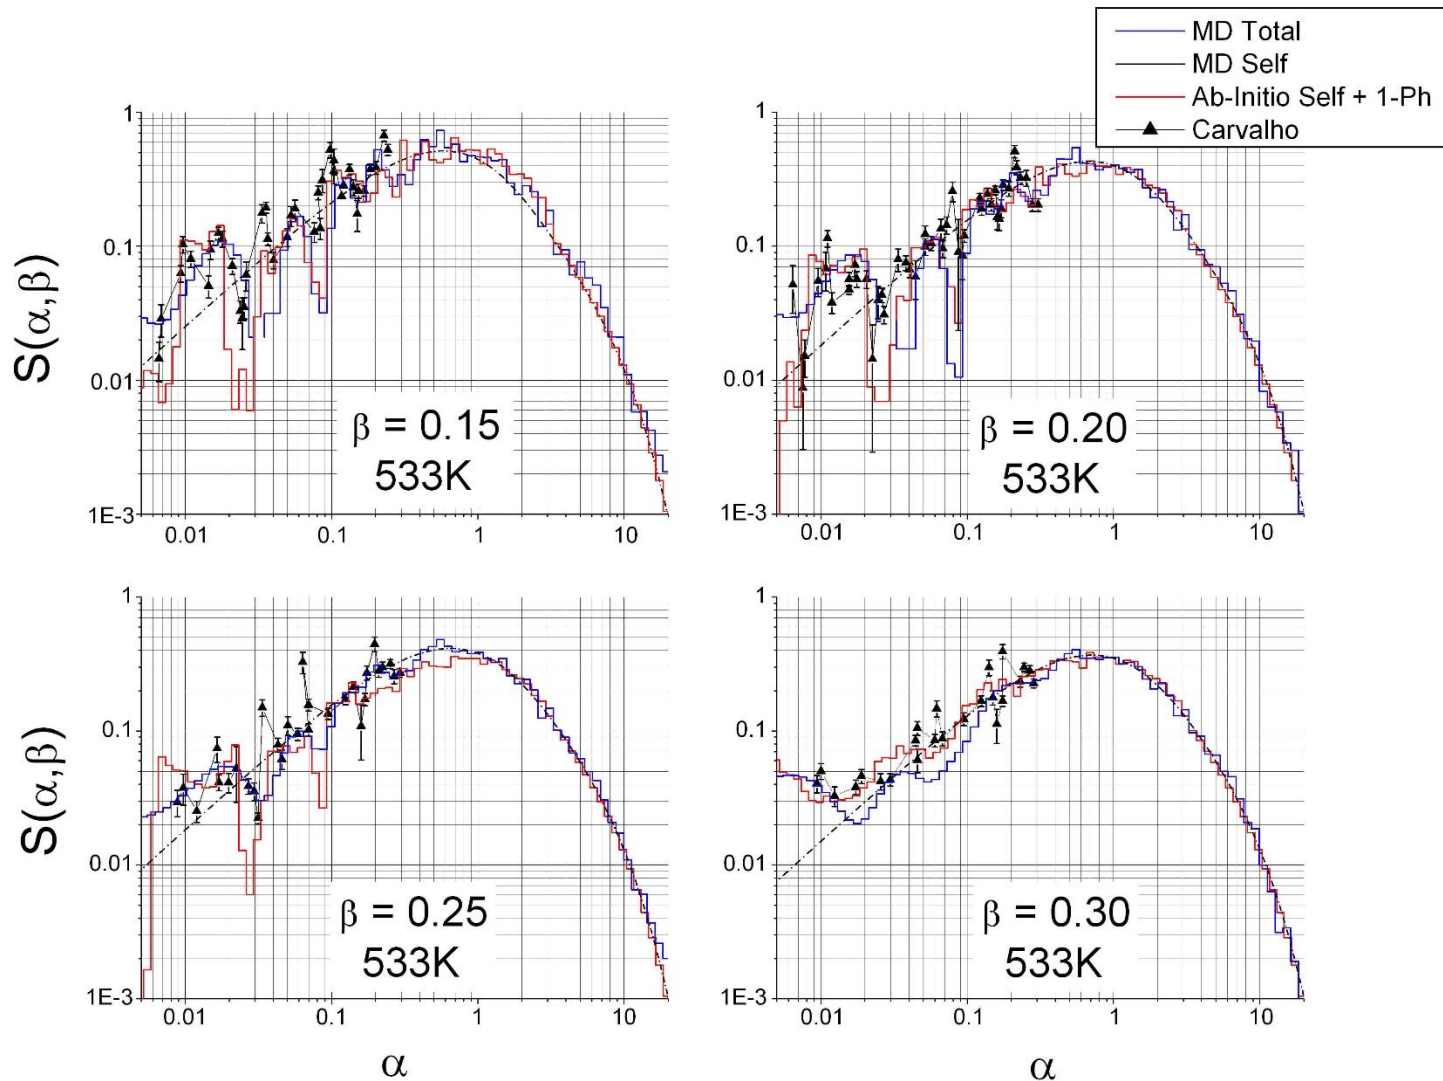 MD Total
MD Self
Ab-Initio Self + 1-Ph
Carvalho
S(α,β)
1
0.1
0.01
1E-3
β = 0.15
533K
0.01 0.1 1 10
1
0.1
0.01
1E-3
β = 0.20
533K
0.01 0.1 1 10
S(α,β)
1
0.1
0.01
1E-3
β = 0.25
533K
0.01 0.1 1 10
α
1
0.1
0.01
1E-3
β = 0.30
533K
0.01 0.1 1 10
α